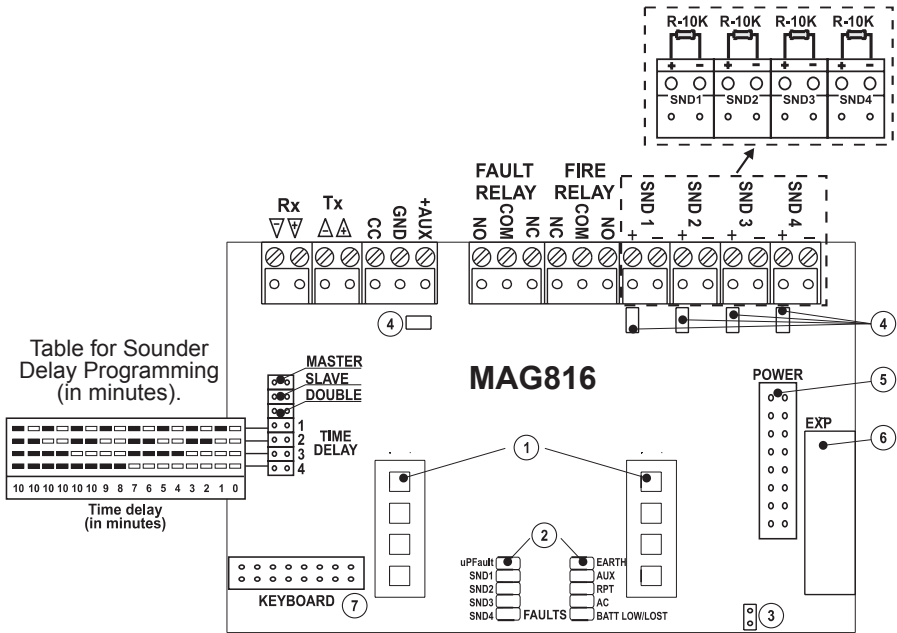 R-10K R-10K R-10K R-10K
+ - + - + - + -
SND1 SND2 SND3 SND4
FAULT RELAY
FIRE RELAY
SND 1
SND 2
SND 3
SND 4
Rx
Tx
CC
GND
+AUX
NO
COM
NC
NC
COM
NO
- + - +
+ - + - + - + -
4
4
Table for Sounder
Delay Programming
(in minutes).
MASTER
SLAVE
DOUBLE
MAG816
POWER
5
EXP
6
1
2
3
4
TIME
DELAY
1
10 10 10 10 10 10 9 8 7 6 5 4 3 2 1 0
Time delay
(in minutes)
2
uPFault
SND1
SND2
SND3
SND4
FAULTS
EARTH
AUX
RPT
AC
BATT LOW/LOST
KEYBOARD
7
3